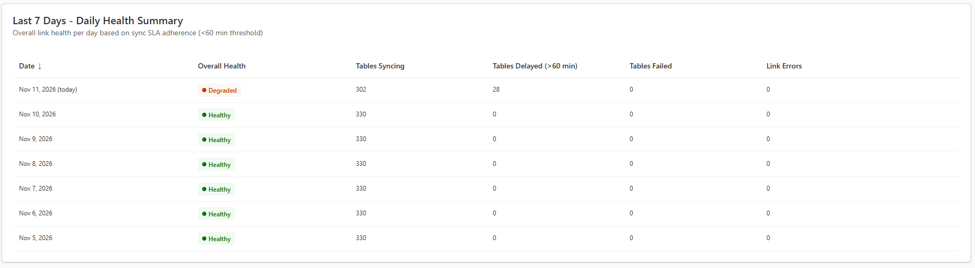 Last 7 Days - Daily Health Summary
Overall link health per day based on sync SLA adherence (<60 min threshold)
Date ↓ Overall Health Tables Syncing Tables Delayed (>60 min) Tables Failed Link Errors
Nov 11, 2026 (today) Degraded 302 28 0 0
Nov 10, 2026 Healthy 330 0 0 0
Nov 9, 2026 Healthy 330 0 0 0
Nov 8, 2026 Healthy 330 0 0 0
Nov 7, 2026 Healthy 330 0 0 0
Nov 6, 2026 Healthy 330 0 0 0
Nov 5, 2026 Healthy 330 0 0 0